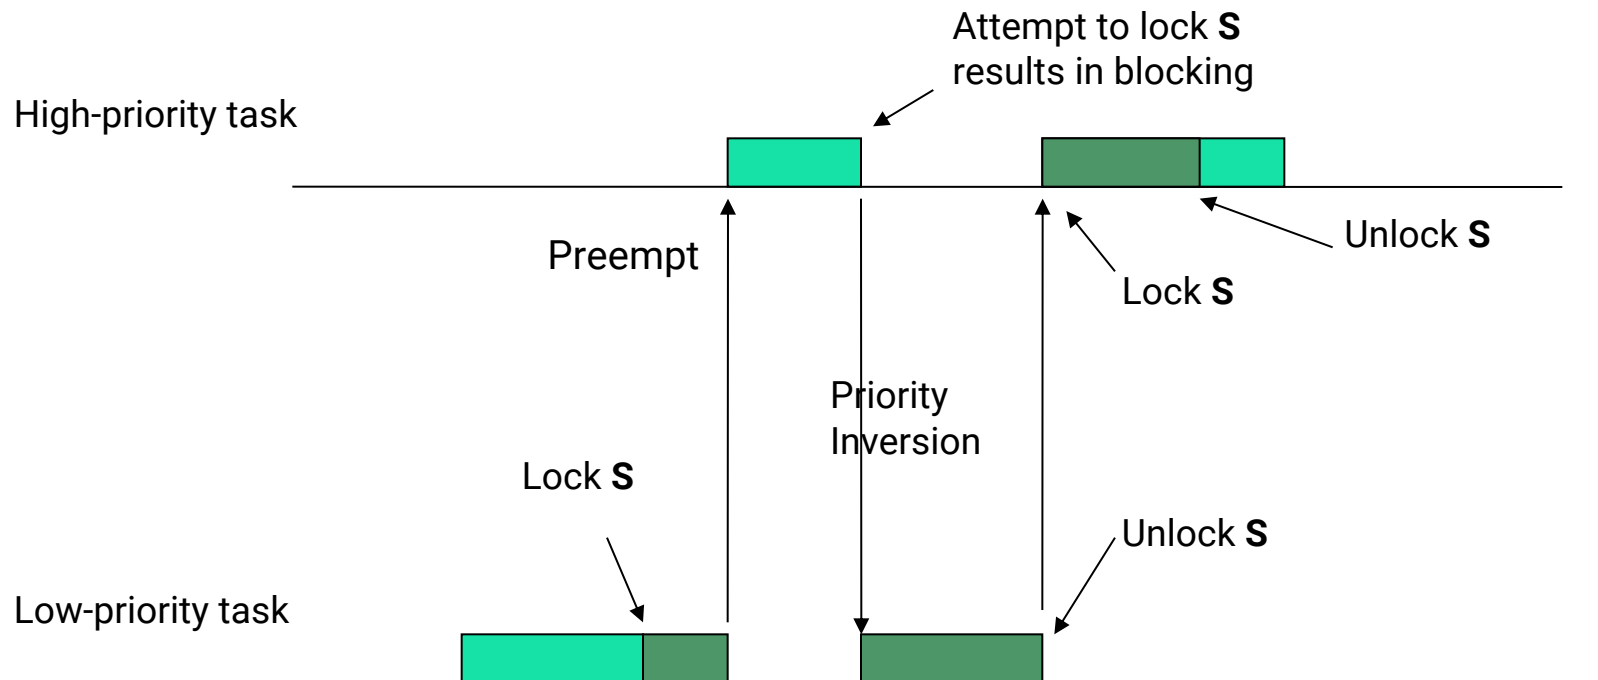 Attempt to lock S
results in blocking
High-priority task
Preempt
Unlock S
Lock S
Priority
Inversion
Lock S
Unlock S
Low-priority task